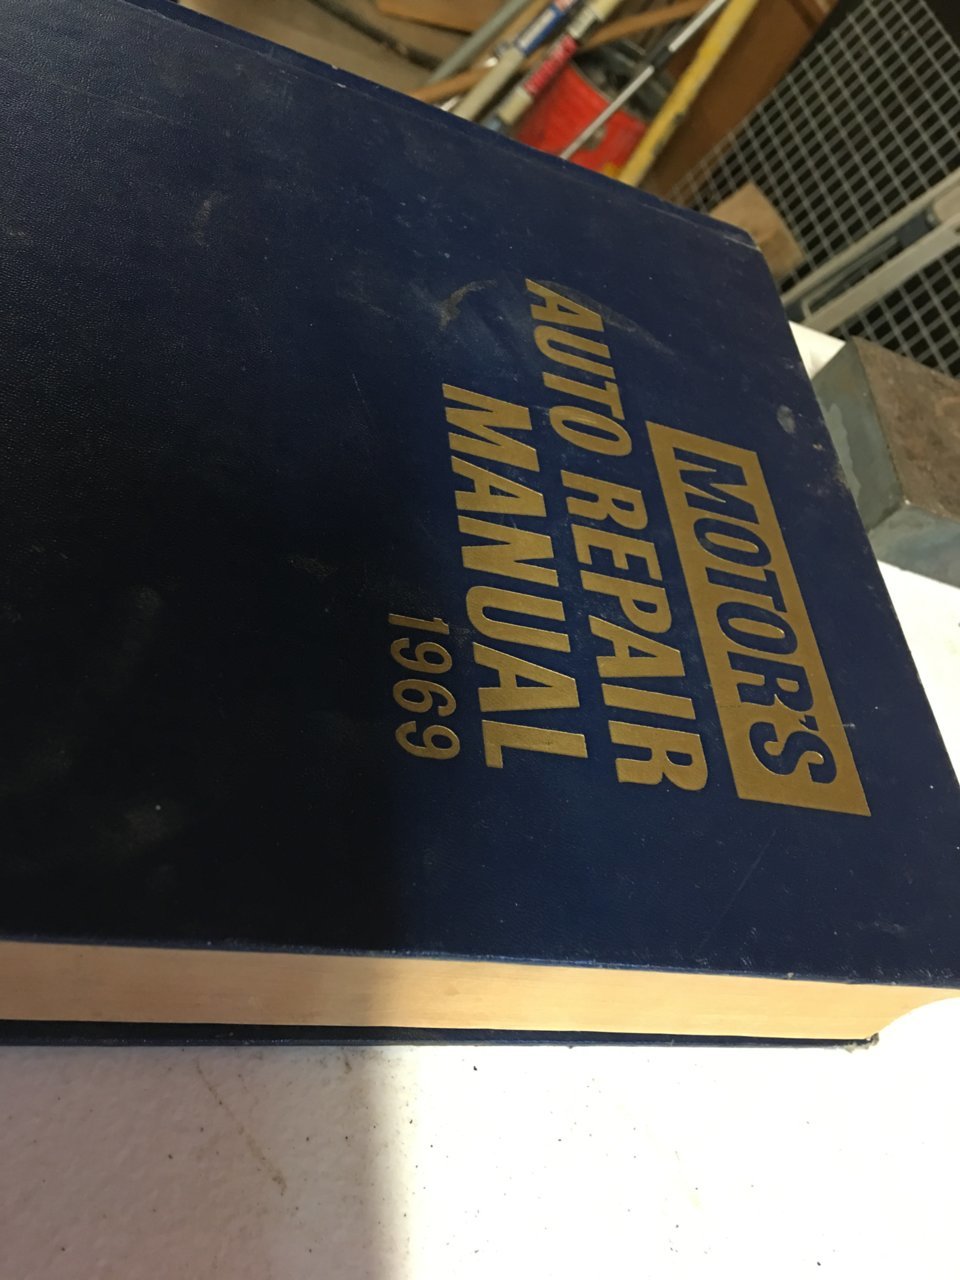 MOTOR'S
AUTO REPAIR
MANUAL
1969